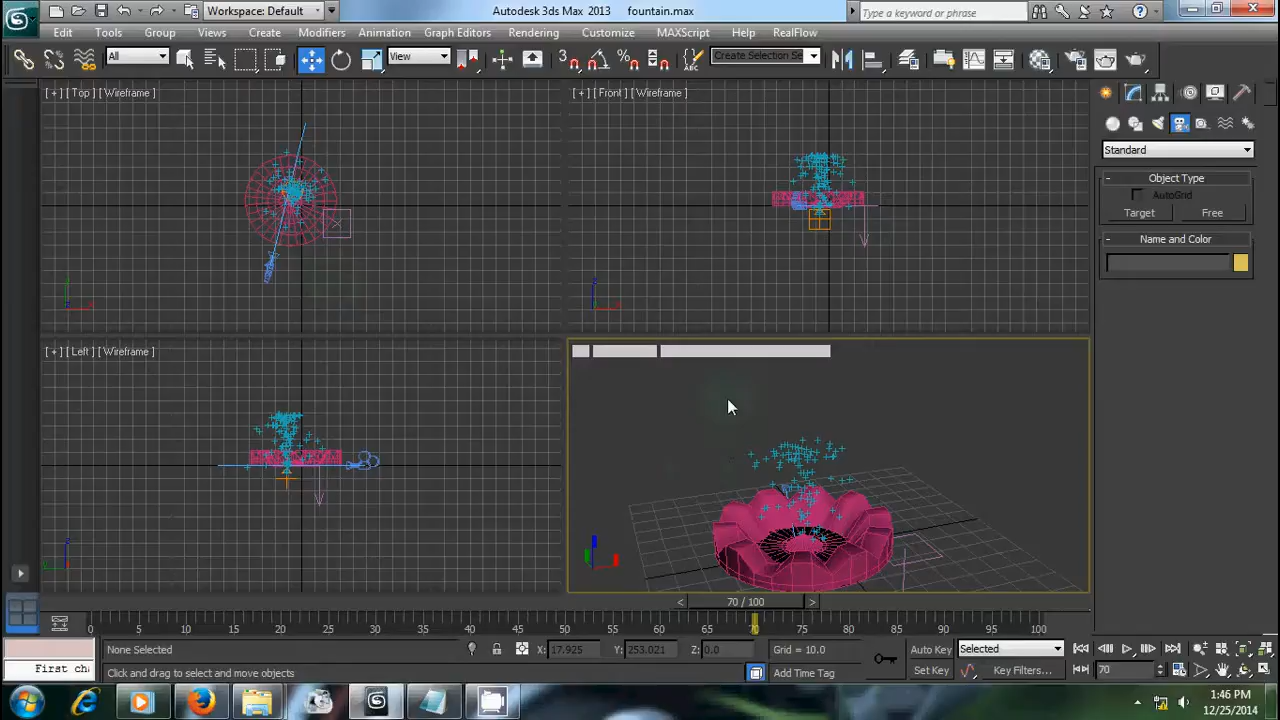 Workspace: Default
Autodesk 3ds Max 2013 fountain.max
Type a keyword or phrase
Edit Tools Group Views Create Modifiers Animation Graph Editors Rendering Customize MAXScript Help RealFlow
All
View
Create Selection Se
[ + ] [ Top ] [ Wireframe ]
[ + ] [ Front ] [ Wireframe ]
Standard
Object Type
AutoGrid
Target Free
Name and Color
[ + ] [ Left ] [ Wireframe ]
70 / 100
0 5 10 15 20 25 30 35 40 45 50 55 60 65 70 75 80 85 90 95 100
None Selected
X: 17.925 Y: 253.021 Z: 0.0
Grid = 10.0
Auto Key
Selected
First cha
Click and drag to select and move objects
Add Time Tag
Set Key
Key Filters...
70
1:46 PM
12/25/2014